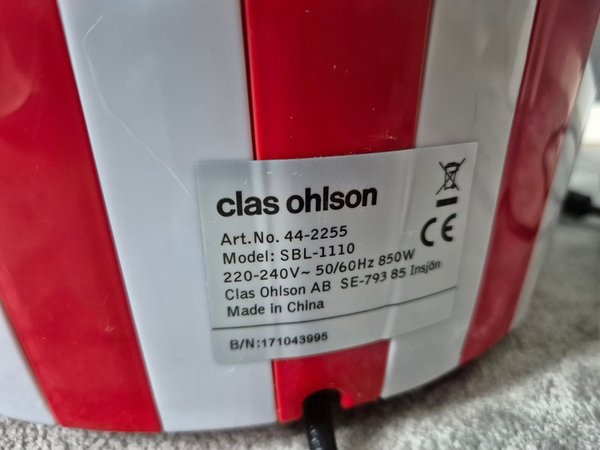 clas ohlson
Art.No. 44-2255
Model: SBL-1110
220-240V~ 50/60Hz 850W
Clas Ohlson AB SE-793 85 Insjön
Made in China
B/N:171043995
CE